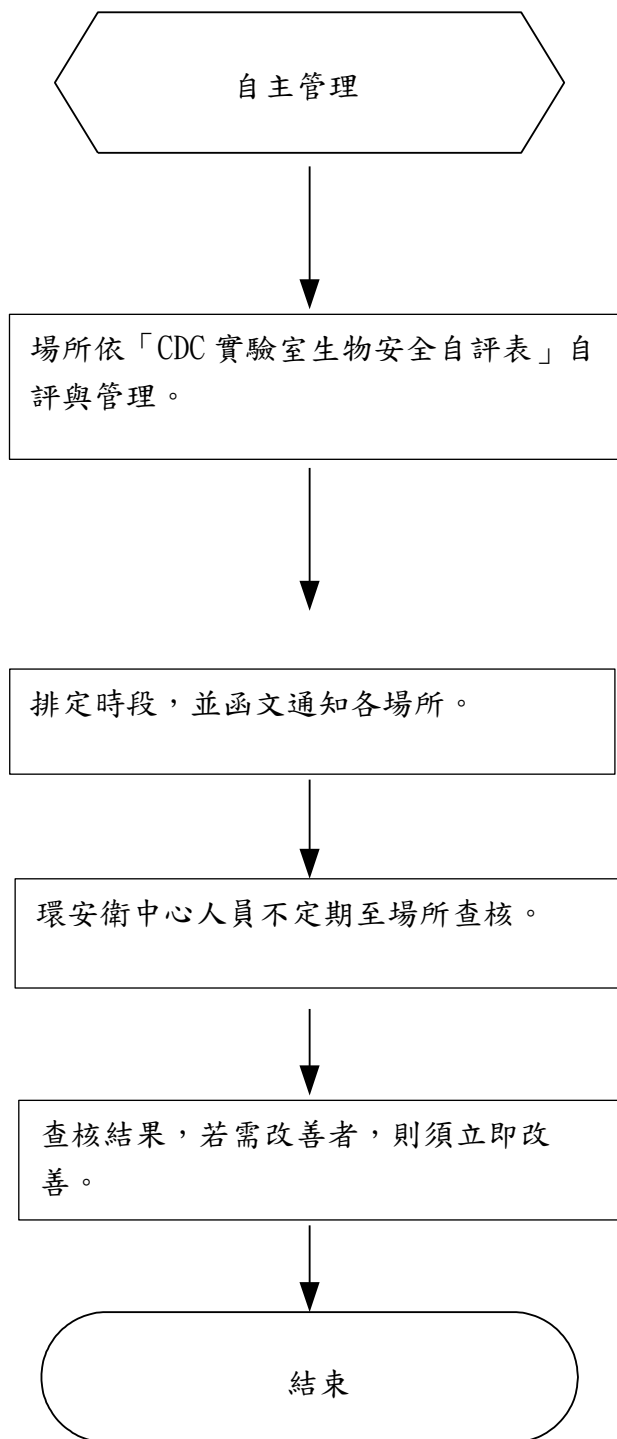 自主管理
場所依「CDC 實驗室生物安全自評表」自
評與管理。
排定時段，並函文通知各場所。
環安衛中心人員不定期至場所查核。
查核結果，若需改善者，則須立即改
善。
結束